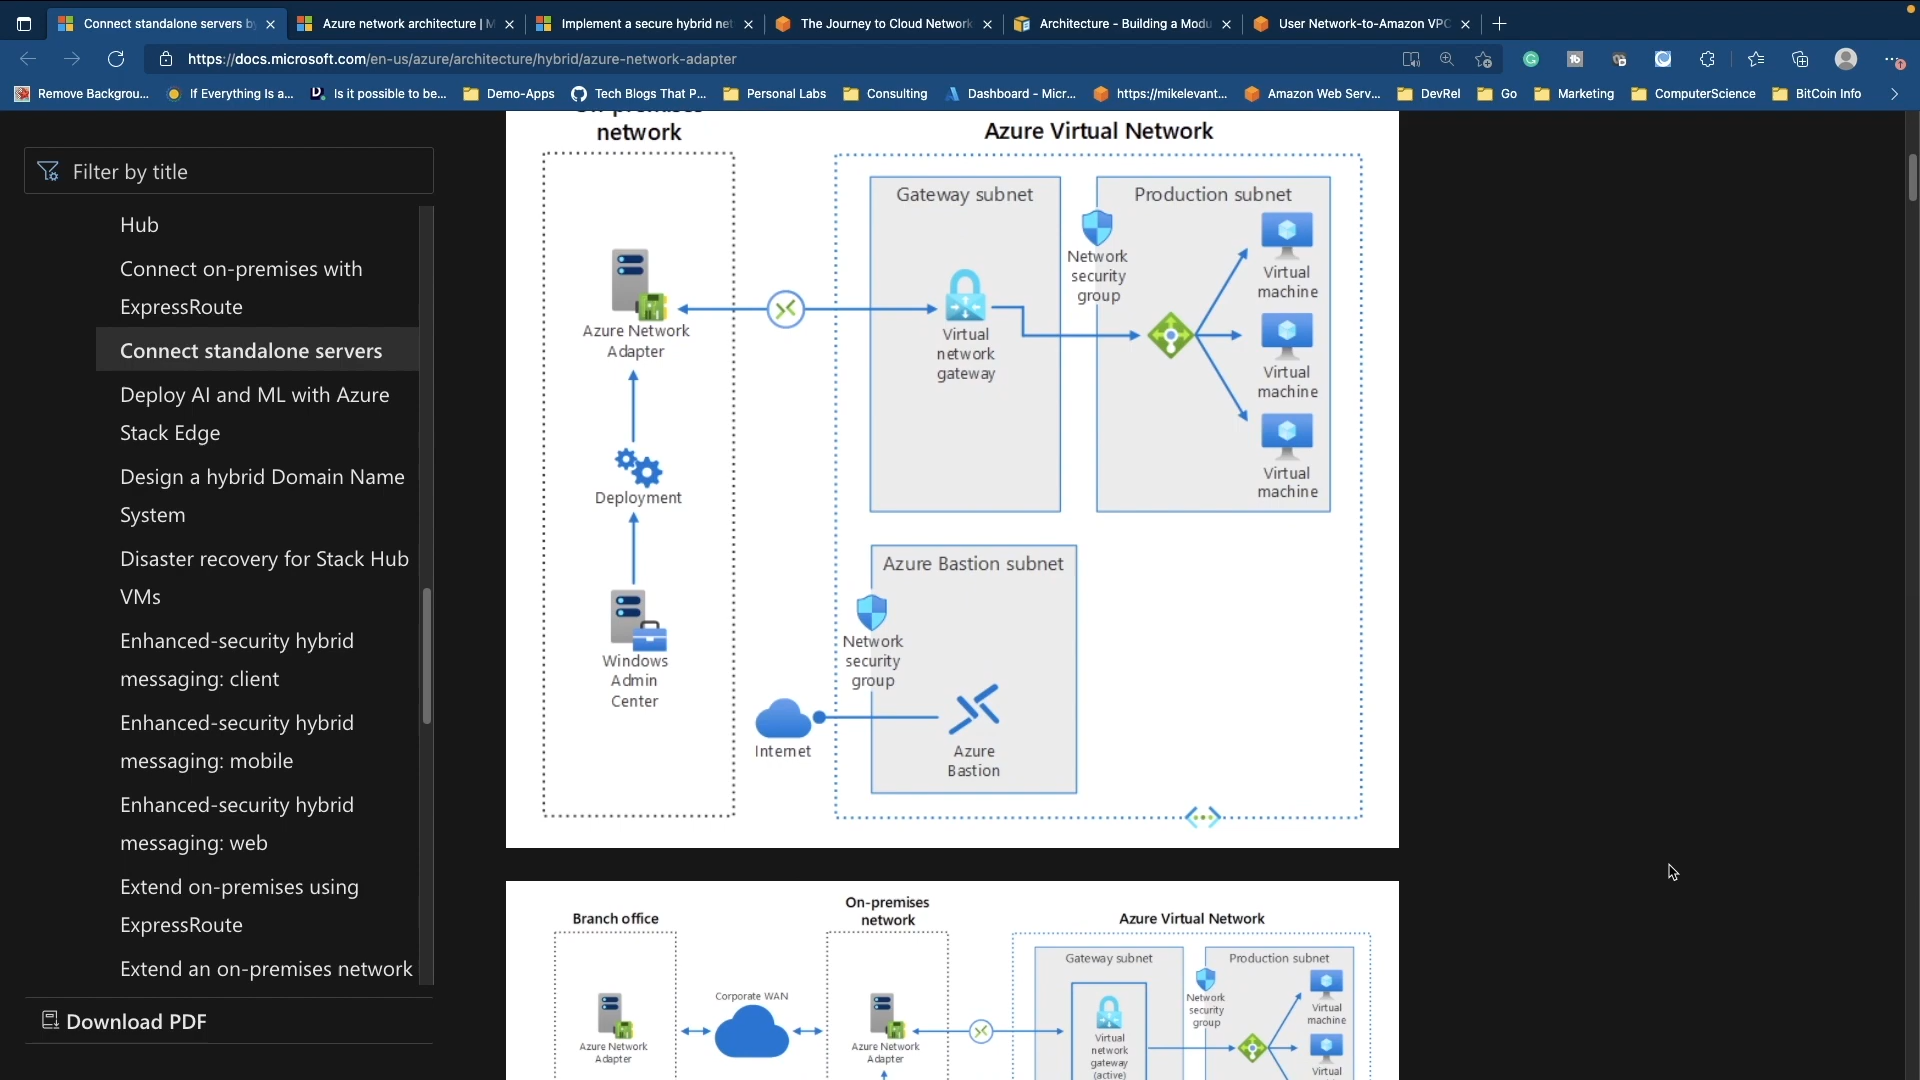 Connect standalone servers by
Azure network architecture | M
Implement a secure hybrid net
The Journey to Cloud Network
Architecture - Building a Modu
User Network-to-Amazon VPC
https://docs.microsoft.com/en-us/azure/architecture/hybrid/azure-network-adapter
Remove Backgrou...
If Everything Is a...
Is it possible to be...
Demo-Apps
Tech Blogs That P...
Personal Labs
Consulting
Dashboard - Micr...
https://mikelevant...
Amazon Web Serv...
DevRel
Go
Marketing
ComputerScience
BitCoin Info
Filter by title
Hub
Connect on-premises with
ExpressRoute
Connect standalone servers
Deploy AI and ML with Azure
Stack Edge
Design a hybrid Domain Name
System
Disaster recovery for Stack Hub
VMs
Enhanced-security hybrid
messaging: client
Enhanced-security hybrid
messaging: mobile
Enhanced-security hybrid
messaging: web
Extend on-premises using
ExpressRoute
Extend an on-premises network
Download PDF
On-premises
network
Azure Network
Adapter
Deployment
Windows
Admin
Center
Internet
Azure Virtual Network
Gateway subnet
Virtual
network
gateway
Network
security
group
Production subnet
Virtual
machine
Virtual
machine
Virtual
machine
Azure Bastion subnet
Network
security
group
Azure
Bastion
Branch office
Azure Network
Adapter
Corporate WAN
On-premises
network
Azure Network
Adapter
Azure Virtual Network
Gateway subnet
Virtual
network
gateway
(active)
Network
security
group
Production subnet
Virtual
machine
Virtual